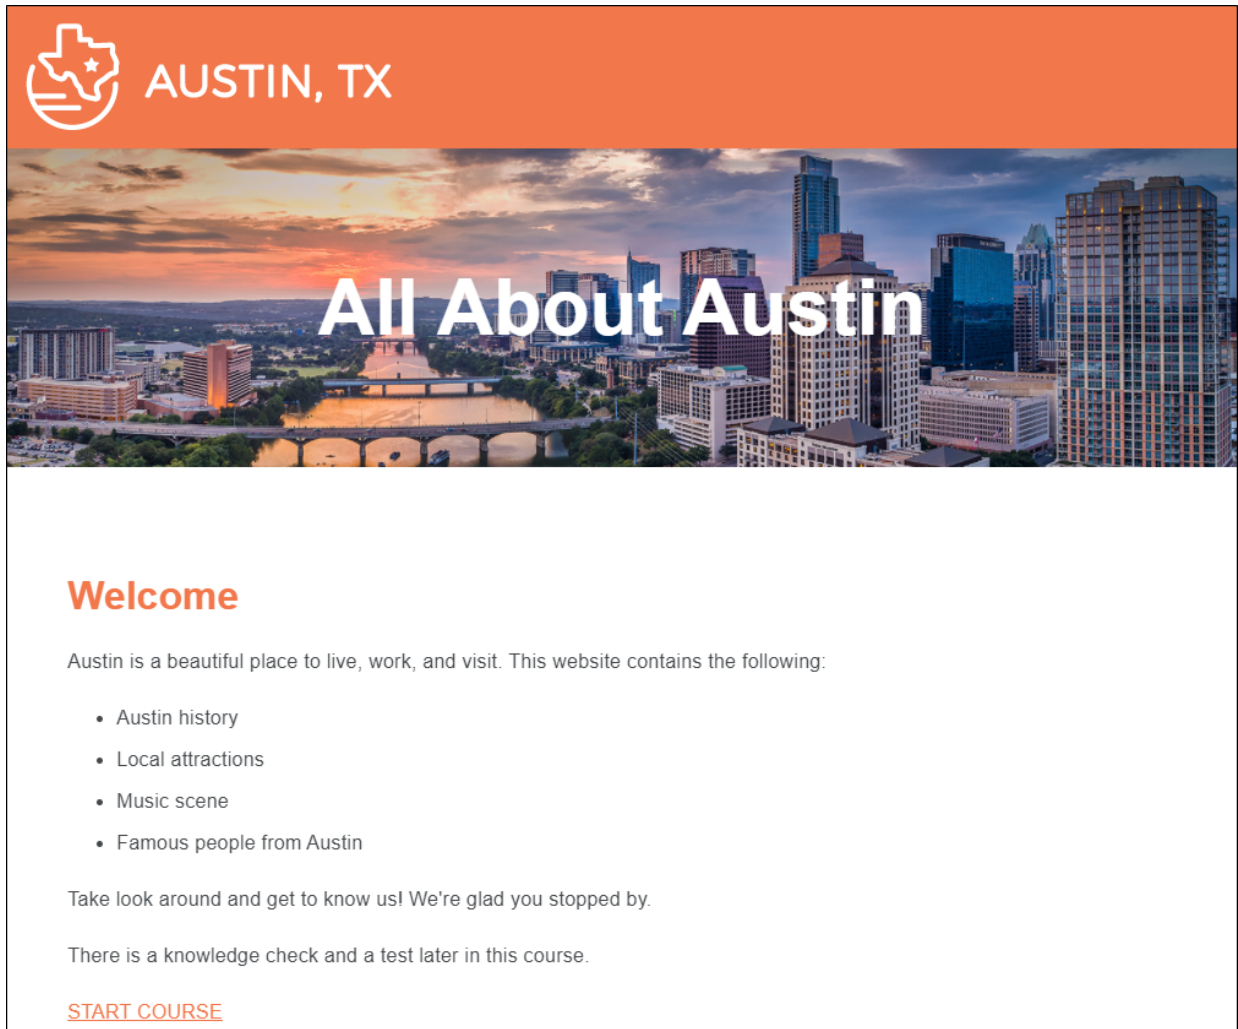 AUSTIN, TX
All About Austin
Welcome
Austin is a beautiful place to live, work, and visit. This website contains the following:
• Austin history
• Local attractions
• Music scene
• Famous people from Austin
Take look around and get to know us! We're glad you stopped by.
There is a knowledge check and a test later in this course.
START COURSE